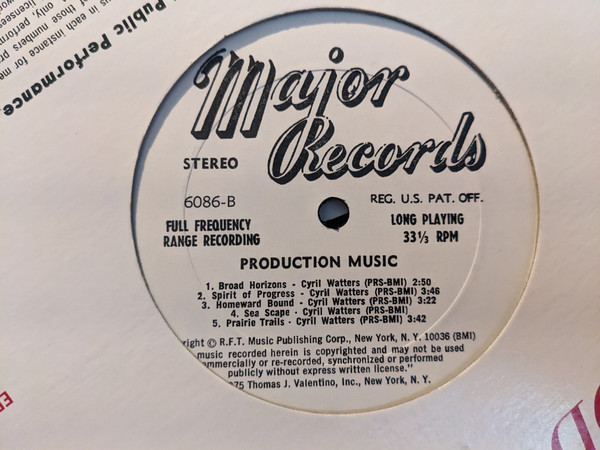 Public Performance
Major
Records
STEREO
6086-B
REG. U.S. PAT. OFF.
FULL FREQUENCY
RANGE RECORDING
LONG PLAYING
33⅓ RPM
PRODUCTION MUSIC
1. Broad Horizons - Cyril Watters (PRS-BMI) 2:50
2. Spirit of Progress - Cyril Watters (PRS-BMI) 3:46
3. Homeward Bound - Cyril Watters (PRS-BMI) 3:22
4. Sea Scape - Cyril Watters (PRS-BMI)
5. Prairie Trails - Cyril Watters (PRS-BMI) 3:42
right © R.F.T. Music Publishing Corp., New York, N. Y. 10036 (BMI)
music recorded herein is copyrighted and may not be used
mmercially or re-recorded, synchronized or performed
publicly without express written license."
75 Thomas J. Valentino, Inc., New York, N. Y.